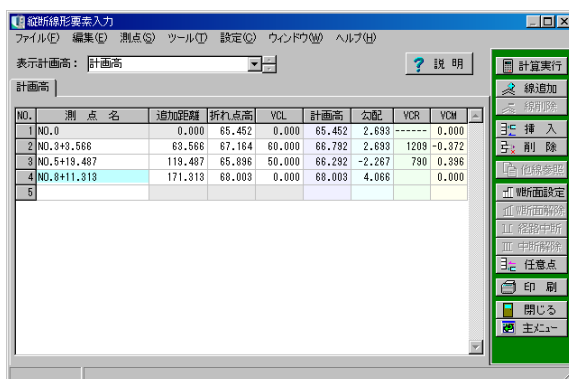 縦断線形要素入力
ファイル(F) 編集(E) 測点(S) ツール(T) 設定(C) ウィンドウ(W) ヘルプ(H)
表示計画高： 計画高 ? 説 明
計画高
NO. 測 点 名 追加距離 折れ点高 VCL 計画高 勾配 VCR VCM
1 NO.0 0.000 65.452 0.000 65.452 2.693 ------ 0.000
2 NO.3+3.566 63.566 67.164 60.000 66.792 2.693 1209 -0.372
3 NO.5+19.487 119.487 65.896 50.000 66.292 -2.267 790 0.396
4 NO.8+11.313 171.313 68.003 0.000 68.003 4.066 0.000
5
計算実行
線追加
線削除
挿 入
削 除
他線参照
W断面設定
W断面解除
経路中断
中断解除
任意点
印 刷
閉じる
主メニュー